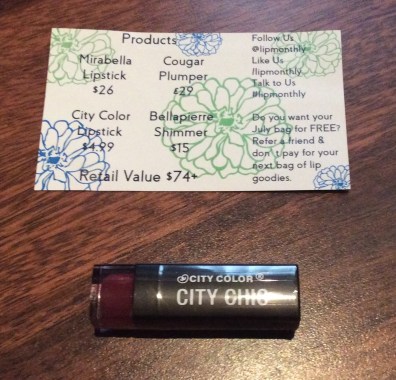 Products
Mirabella
Lipstick
$26
Cougar
Plumper
£29
City Color
Lipstick
$4.99
Bellapierre
Shimmer
$15
Retail Value $74+
Follow Us
@lipmonthly
Like Us
/lipmonthly
Talk to Us
#lipmonthly
Do you want your
July bag for FREE?
Refer a friend &
don't pay for your
next bag of lip
goodies.
CITY COLOR®
CITY CHIC